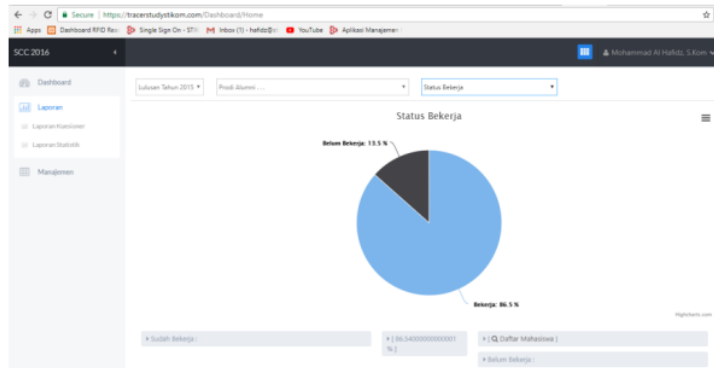 Secure | https://tracerstudystikom.com/Dashboard/Home
Apps Dashboard RFID Rea: Single Sign On - STI Inbox (1) - hafidz@st YouTube Aplikasi Manajemen
SCC 2016
Mohammad Al Hafidz, S.Kom
Dashboard
Laporan
Laporan Kuesioner
Laporan Statistik
Manajemen
Lulusan Tahun 2015 Prodi Alumni . . . Status Bekerja
Status Bekerja
Belum Bekerja: 13.5 %
Bekerja: 86.5 %
Highcharts.com
Sudah Bekerja :
[ 86.54000000000001
% ]
[ Daftar Mahasiswa ]
Belum Bekerja :